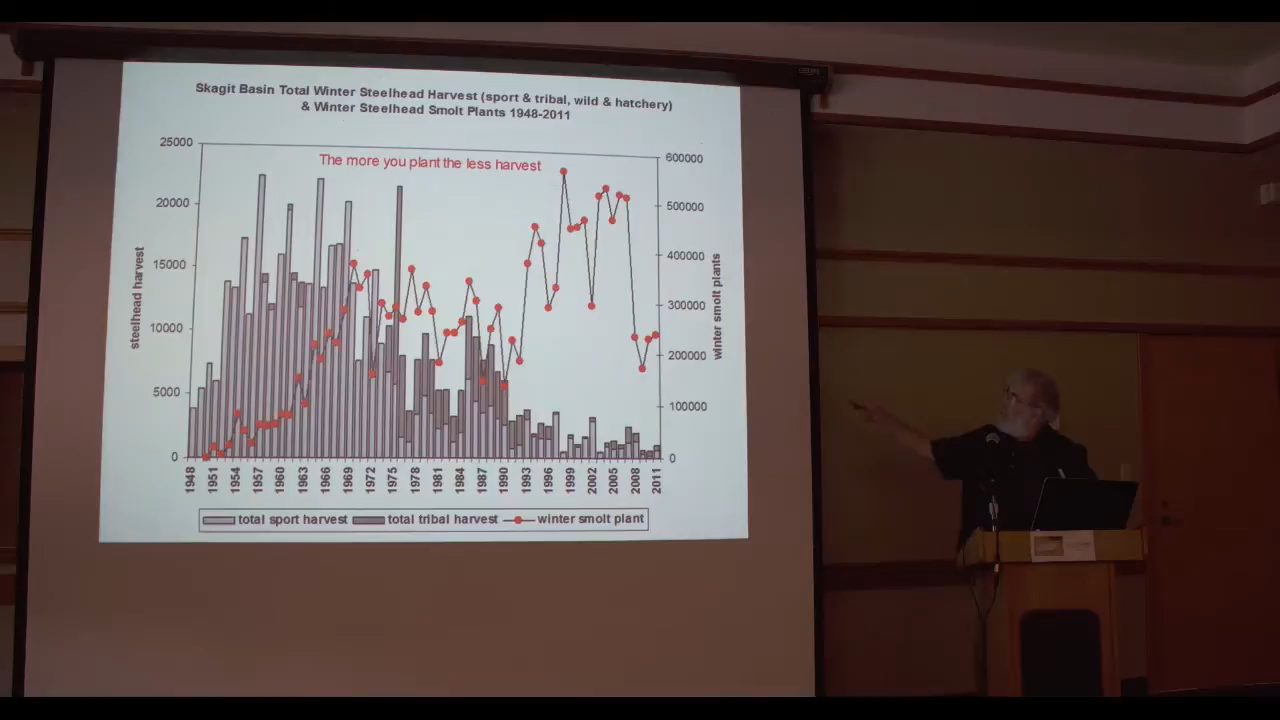 Skagit Basin Total Winter Steelhead Harvest (sport & tribal, wild & hatchery)
& Winter Steelhead Smolt Plants 1948-2011
The more you plant the less harvest
25000
20000
15000
10000
5000
0
steelhead harvest
600000
500000
400000
300000
200000
100000
0
winter smolt plants
1948 1951 1954 1957 1960 1963 1966 1969 1972 1975 1978 1981 1984 1987 1990 1993 1996 1999 2002 2005 2008 2011
total sport harvest total tribal harvest winter smolt plant